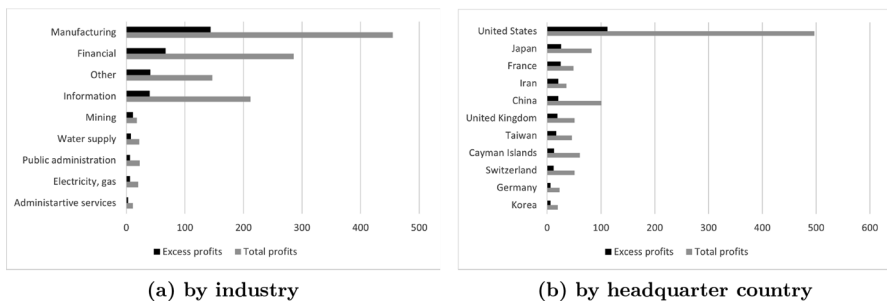 Manufacturing
Financial
Other
Information
Mining
Water supply
Public administration
Electricity, gas
Administartive services
0 100 200 300 400 500
Excess profits Total profits
(a) by industry
United States
Japan
France
Iran
China
United Kingdom
Taiwan
Cayman Islands
Switzerland
Germany
Korea
0 100 200 300 400 500 600
Excess profits Total profits
(b) by headquarter country